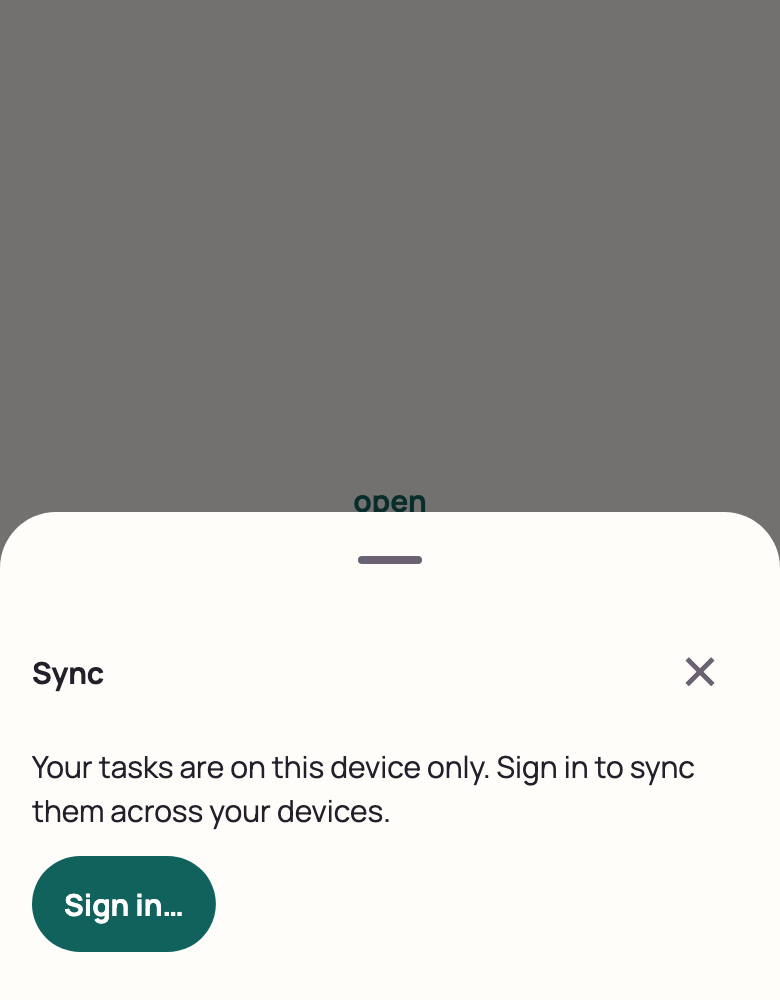 open
Sync
Your tasks are on this device only. Sign in to sync
them across your devices.
Sign in…